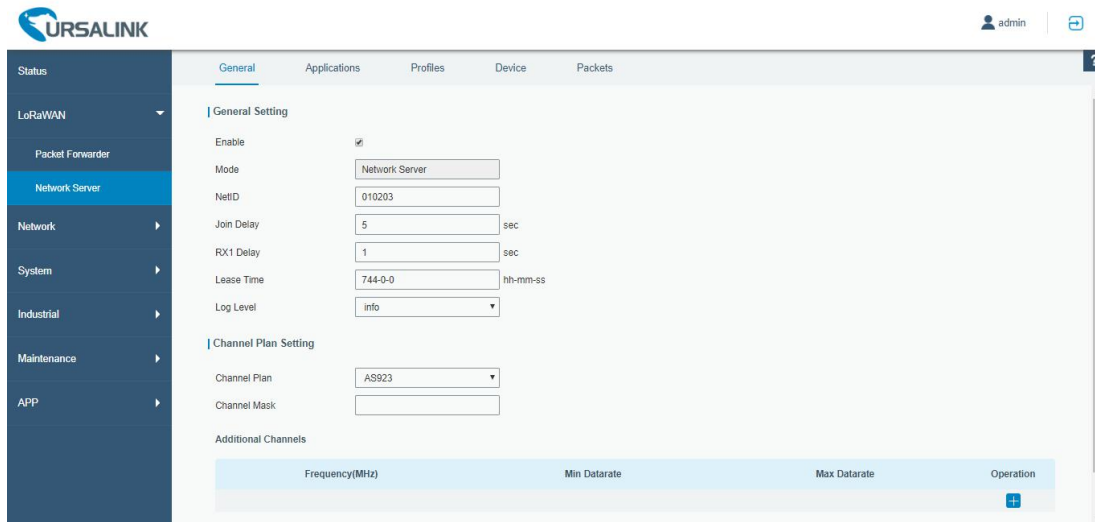 URSALINK
admin
Status
General Applications Profiles Device Packets
?
LoRaWAN
General Setting
Enable
Packet Forwarder
Mode Network Server
Network Server
NetID 010203
Network
Join Delay 5 sec
RX1 Delay 1 sec
System
Lease Time 744-0-0 hh-mm-ss
Log Level info
Industrial
Channel Plan Setting
Maintenance
Channel Plan AS923
APP
Channel Mask
Additional Channels
Frequency(MHz) Min Datarate Max Datarate Operation
+